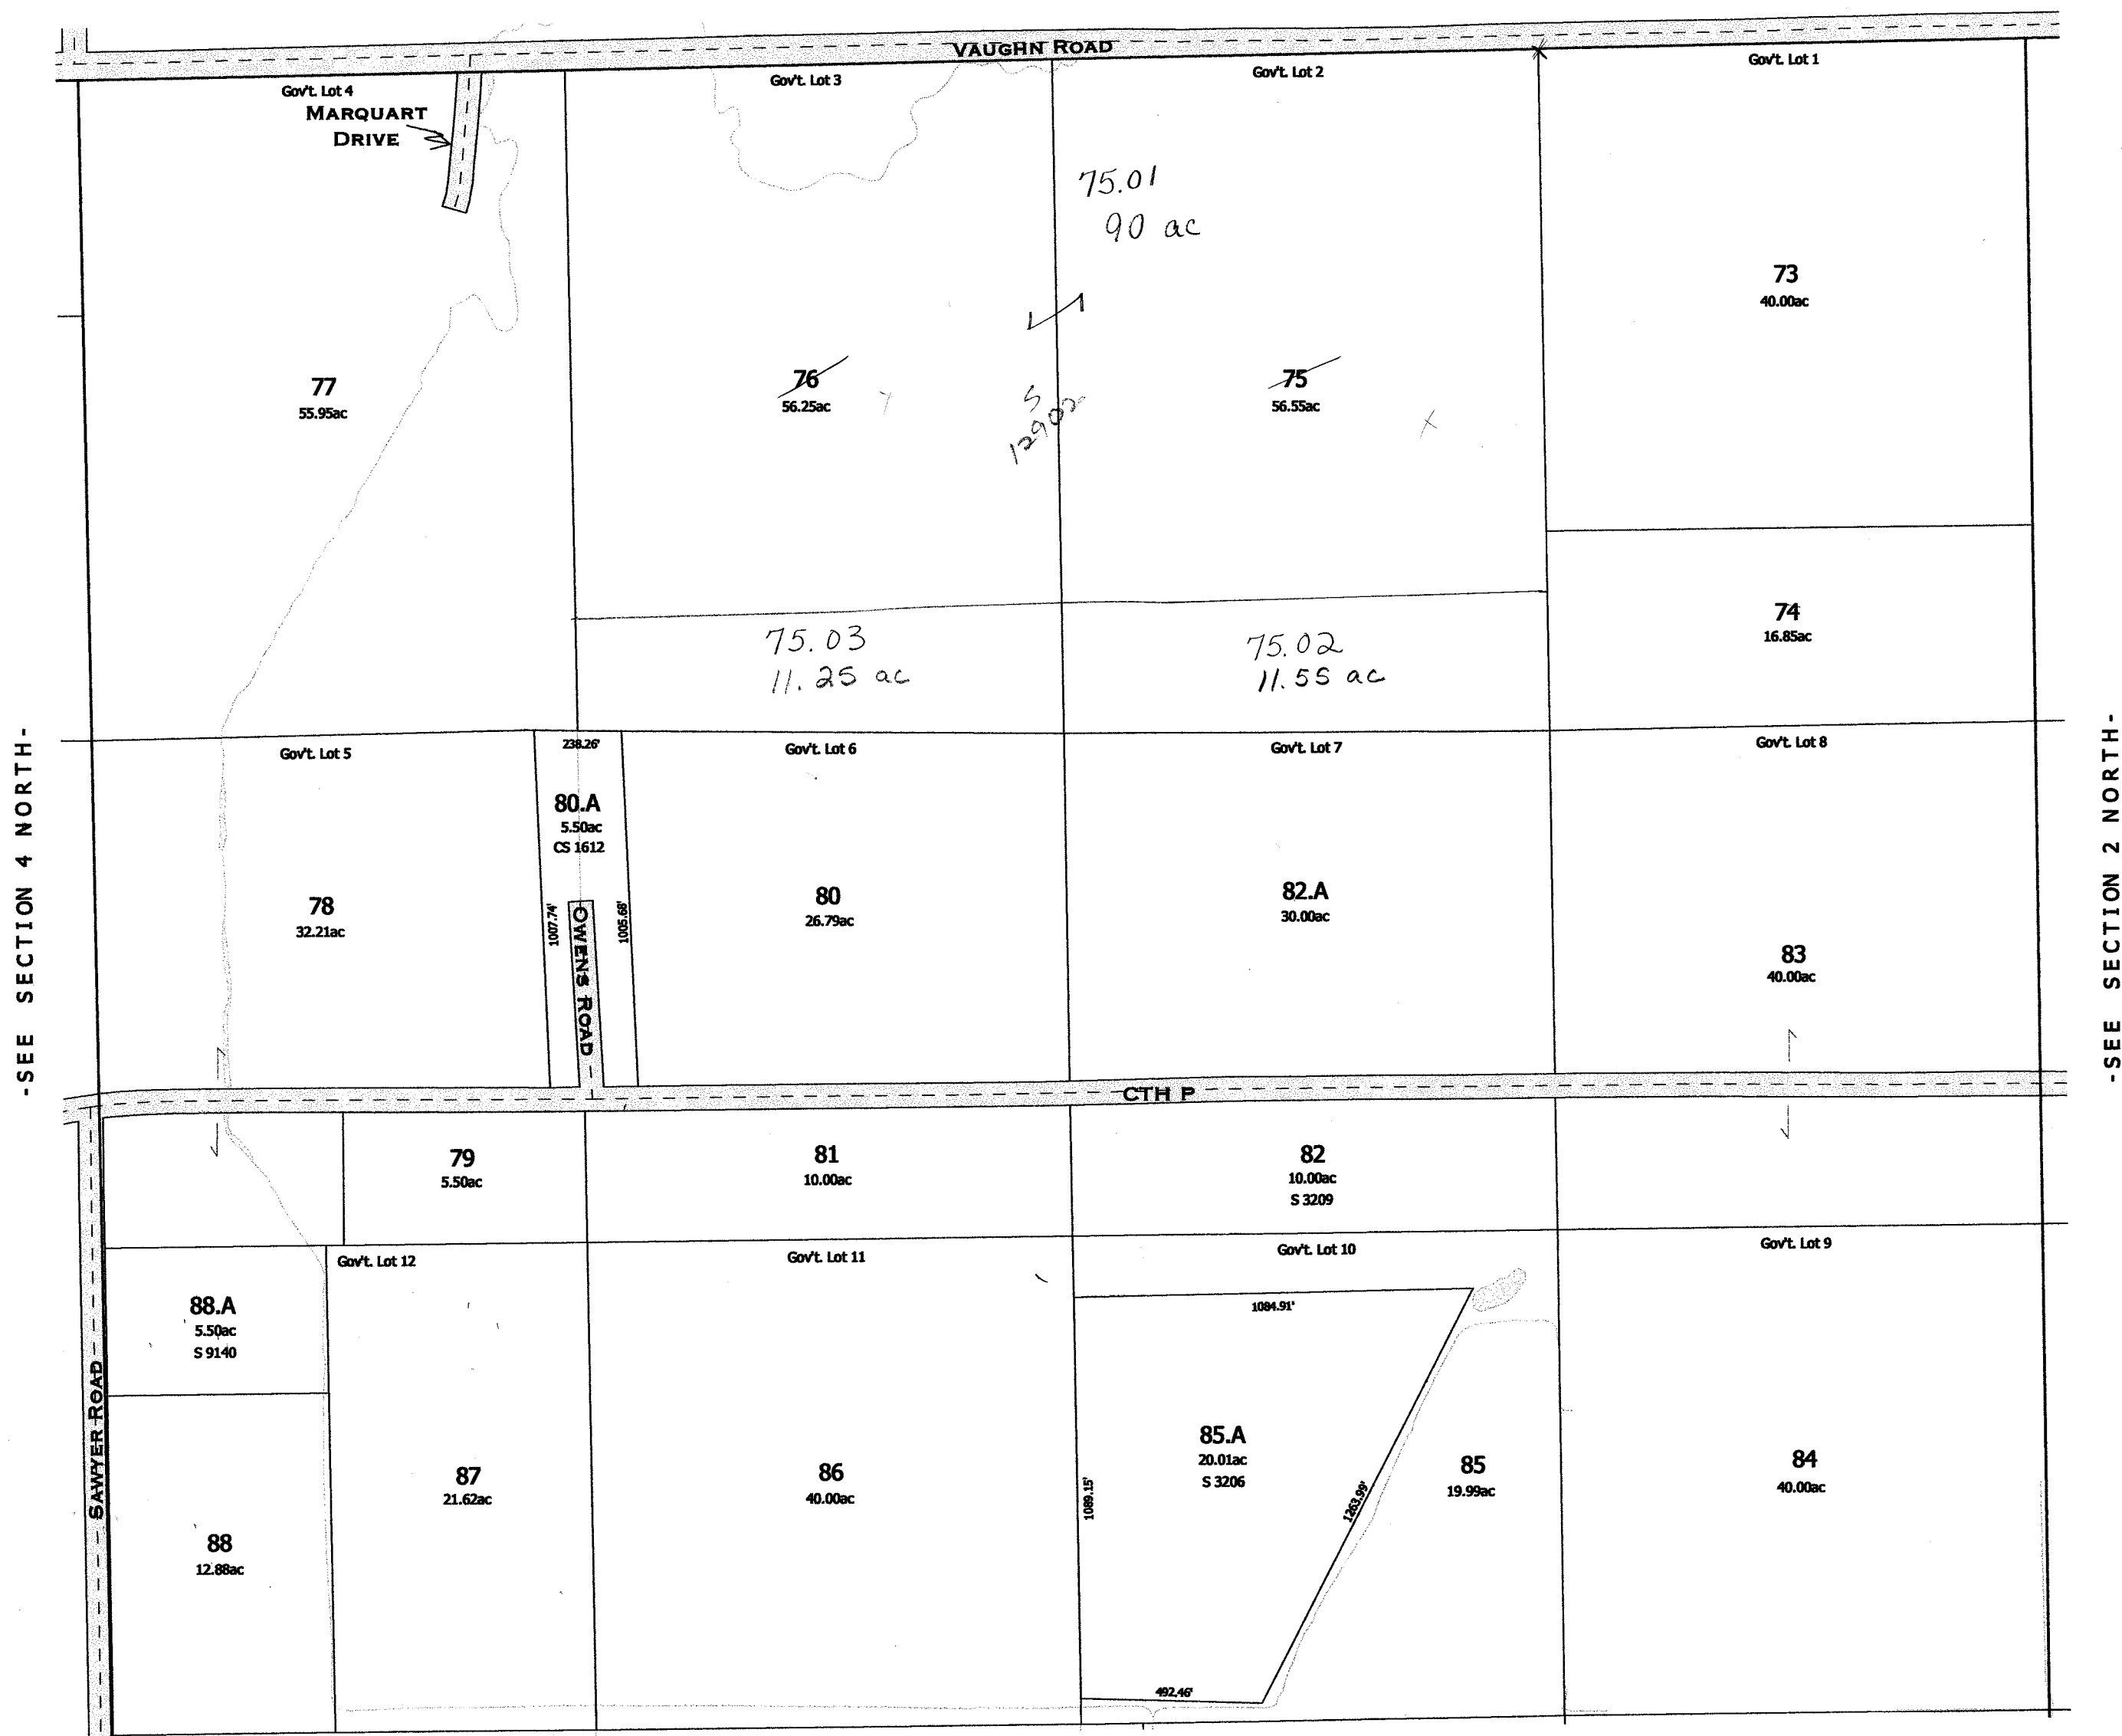 VAUGHN ROAD
Gov't. Lot 4
Gov't. Lot 3
Gov't. Lot 2
Gov't. Lot 1
MARQUART
DRIVE
75.01
90 ac
73
40.00ac
77
55.95ac
76
56.25ac
S
12902
75
56.55ac
75.03
11.25 ac
75.02
11.55 ac
74
16.85ac
-SEE SECTION 4 NORTH-
-SEE SECTION 2 NORTH-
Gov't. Lot 5
238.26'
Gov't. Lot 6
Gov't. Lot 7
Gov't. Lot 8
80.A
5.50ac
CS 1612
78
32.21ac
1007.74'
OWENS ROAD
1005.68'
80
26.79ac
82.A
30.00ac
83
40.00ac
CTH P
79
5.50ac
81
10.00ac
82
10.00ac
S 3209
Gov't. Lot 12
Gov't. Lot 11
Gov't. Lot 10
Gov't. Lot 9
88.A
5.50ac
S 9140
1084.91'
SAWYER ROAD
87
21.62ac
86
40.00ac
1089.15'
85.A
20.01ac
S 3206
1263.99'
85
19.99ac
84
40.00ac
88
12.88ac
492.46'